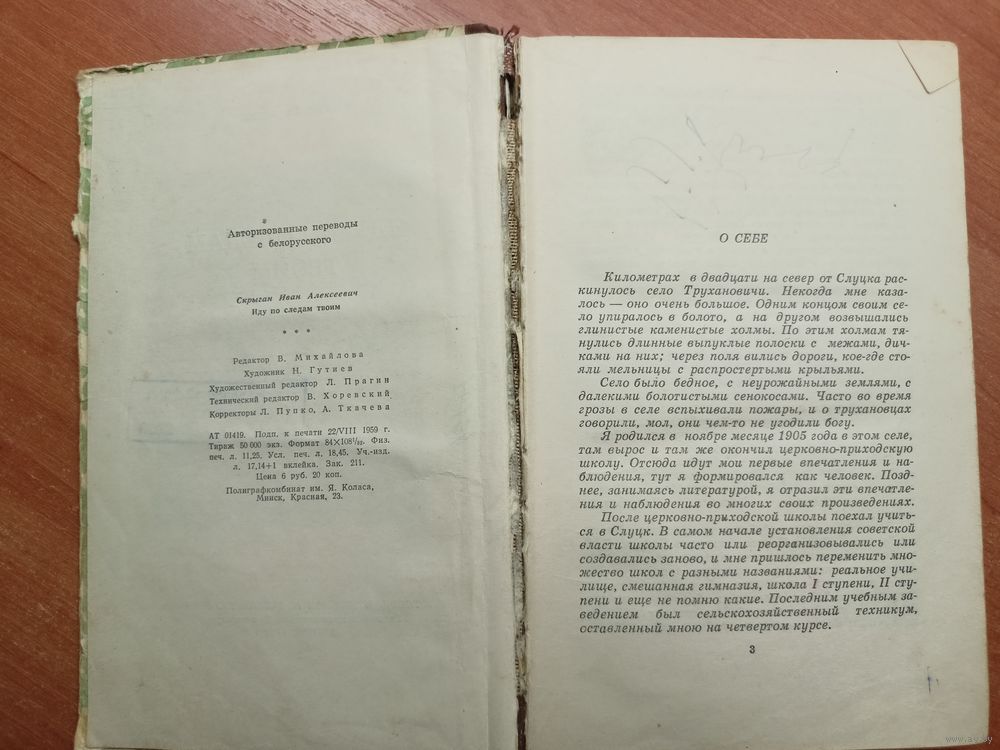 Авторизованные переводы
с белорусского
Скрыган Иван Алексеевич
Иду по следам твоим
* * *
Редактор В. Михайлова
Художник Н. Гутиев
Художественный редактор Л. Прагин
Технический редактор В. Хоревский
Корректоры Л. Пупко, А. Ткачева
АТ 01419. Подп. к печати 22/VIII 1959 г.
Тираж 50 000 экз. Формат 84×108¹/₃₂. Физ.
печ. л. 11,25. Усл. печ. л. 18,45. Уч.-изд.
л. 17,14+1 вклейка. Зак. 211.
Цена 6 руб. 20 коп.
Полиграфкомбинат им. Я. Коласа,
Минск, Красная, 23.
О СЕБЕ
Километрах в двадцати на север от Слуцка рас-
кинулось село Трухановичи. Некогда мне каза-
лось — оно очень большое. Одним концом своим се-
ло упиралось в болото, а на другом возвышались
глинистые каменистые холмы. По этим холмам тя-
нулись длинные выпуклые полоски с межами, дич-
ками на них; через поля вились дороги, кое-где сто-
яли мельницы с распростертыми крыльями.
Село было бедное, с неурожайными землями, с
далекими болотистыми сенокосами. Часто во время
грозы в селе вспыхивали пожары, и о трухановцах
говорили, мол, они чем-то не угодили богу.
Я родился в ноябре месяце 1905 года в этом селе,
там вырос и там же окончил церковно-приходскую
школу. Отсюда идут мои первые впечатления и на-
блюдения, тут я формировался как человек. Позд-
нее, занимаясь литературой, я отразил эти впечатле-
ния и наблюдения во многих своих произведениях.
После церковно-приходской школы поехал учить-
ся в Слуцк. В самом начале установления советской
власти школы часто или реорганизовывались или
создавались заново, и мне пришлось переменить мно-
жество школ с разными названиями: реальное учи-
лище, смешанная гимназия, школа I ступени, II сту-
пени и еще не помню какие. Последним учебным за-
ведением был сельскохозяйственный техникум,
оставленный мною на четвертом курсе.
3
www.ay.by